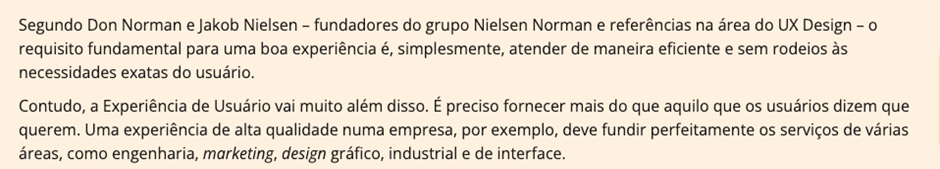 Segundo Don Norman e Jakob Nielsen – fundadores do grupo Nielsen Norman e referências na área do UX Design – o
requisito fundamental para uma boa experiência é, simplesmente, atender de maneira eficiente e sem rodeios às
necessidades exatas do usuário.
Contudo, a Experiência de Usuário vai muito além disso. É preciso fornecer mais do que aquilo que os usuários dizem que
querem. Uma experiência de alta qualidade numa empresa, por exemplo, deve fundir perfeitamente os serviços de várias
áreas, como engenharia, marketing, design gráfico, industrial e de interface.